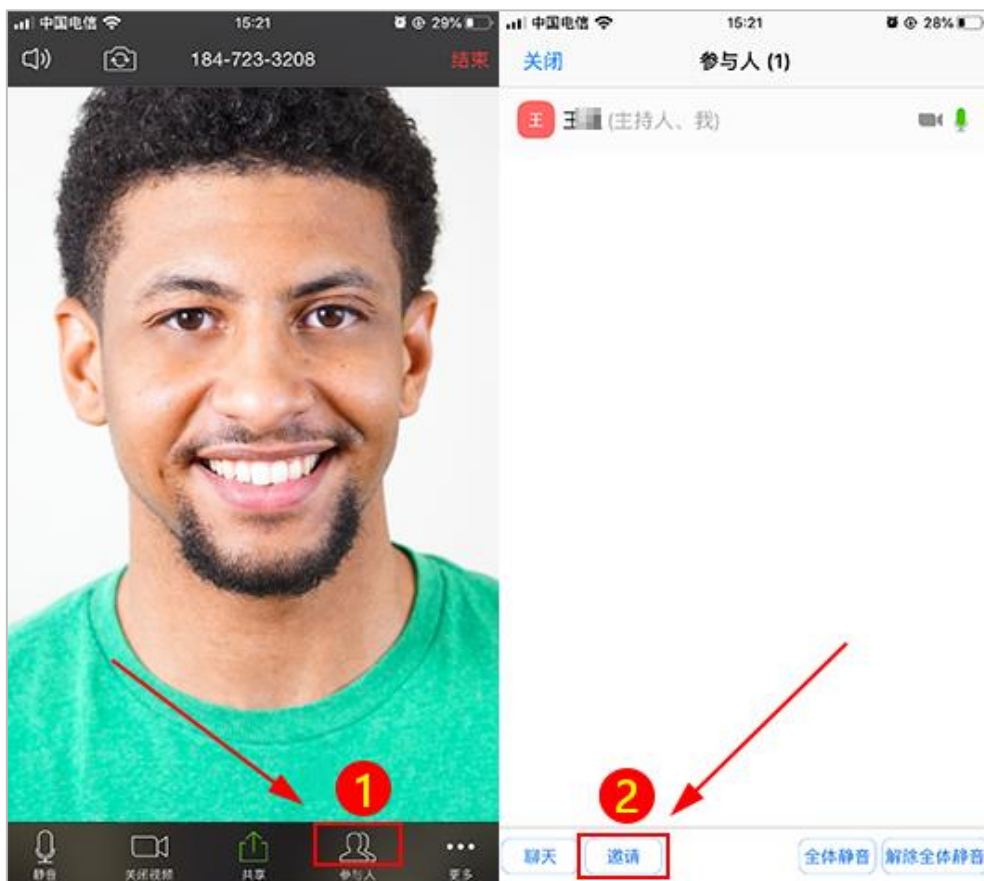 中国电信 15:21 29%
184-723-3208 结束
1
静音 关闭视频 共享 参与人 更多
中国电信 15:21 28%
关闭 参与人 (1)
王 王 (主持人、我)
2
聊天 邀请 全体静音 解除全体静音